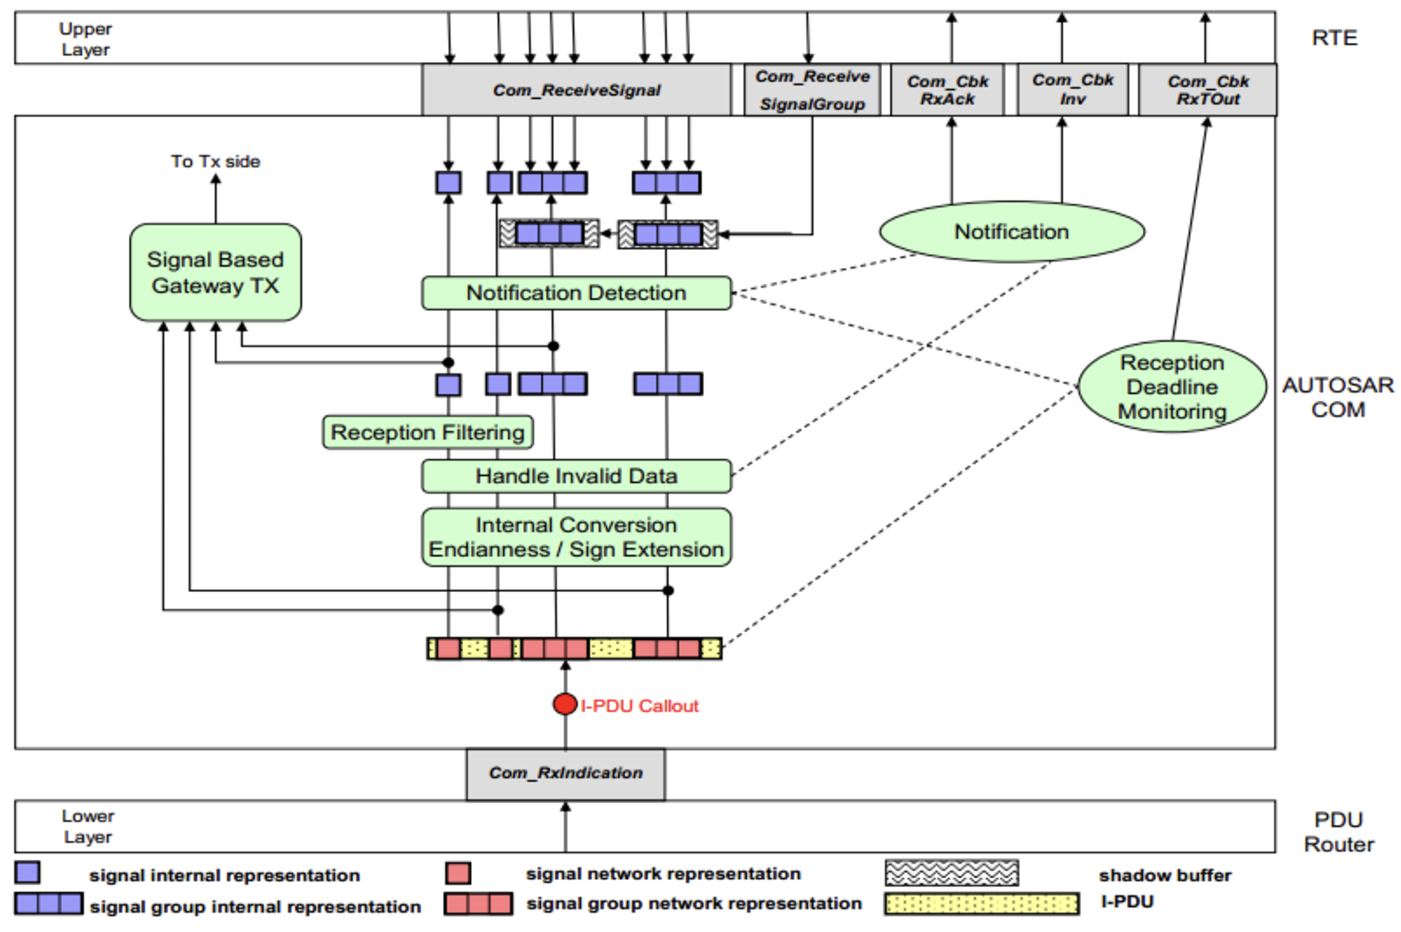 Upper
Layer
RTE
Com_ReceiveSignal
Com_Receive
SignalGroup
Com_Cbk
RxAck
Com_Cbk
Inv
Com_Cbk
RxTOut
To Tx side
Signal Based
Gateway TX
Notification
Notification Detection
Reception
Deadline
Monitoring
AUTOSAR
COM
Reception Filtering
Handle Invalid Data
Internal Conversion
Endianness / Sign Extension
I-PDU Callout
Com_RxIndication
Lower
Layer
PDU
Router
signal internal representation
signal network representation
shadow buffer
signal group internal representation
signal group network representation
I-PDU